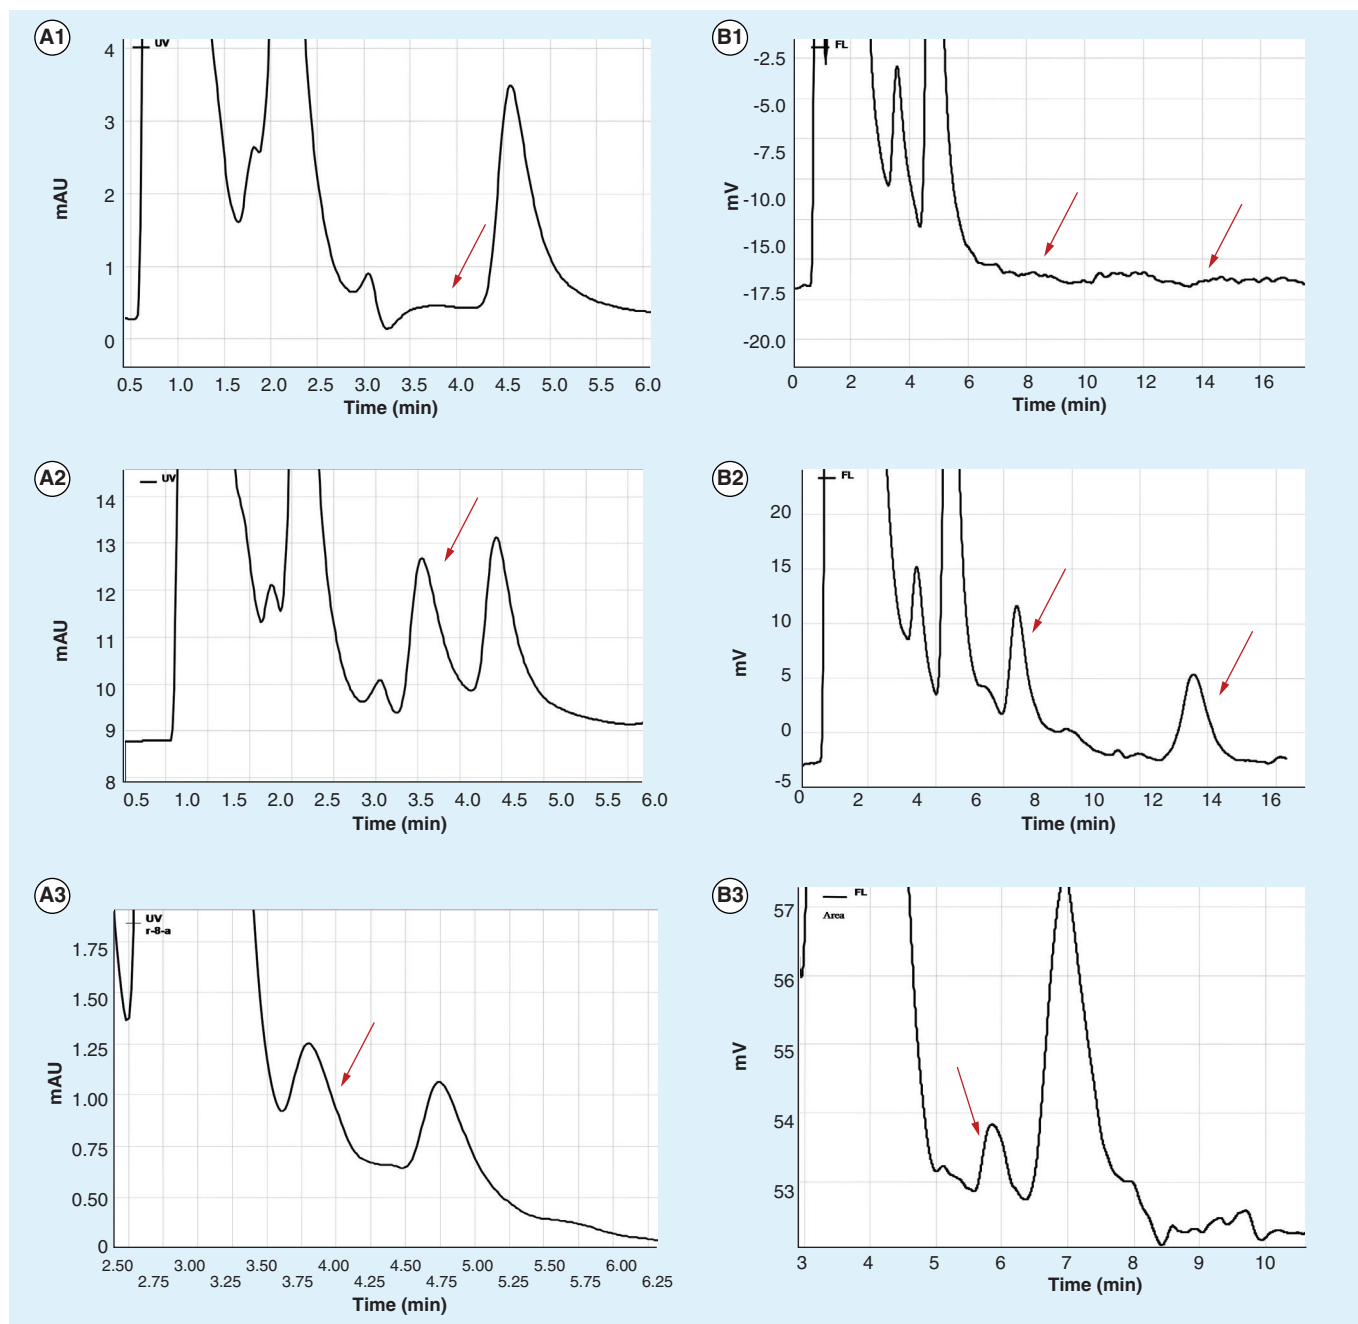 A1
UV
4
3
2
1
0
mAU
0.5 1.0 1.5 2.0 2.5 3.0 3.5 4.0 4.5 5.0 5.5 6.0
Time (min)
B1
FL
-2.5
-5.0
-7.5
-10.0
-15.0
-17.5
-20.0
mV
0 2 4 6 8 10 12 14 16
Time (min)
A2
UV
14
13
12
11
10
9
8
mAU
0.5 1.0 1.5 2.0 2.5 3.0 3.5 4.0 4.5 5.0 5.5 6.0
Time (min)
B2
FL
20
15
10
5
0
-5
mV
0 2 4 6 8 10 12 14 16
Time (min)
A3
UV
r-8-a
1.75
1.50
1.25
1.00
0.75
0.50
0
mAU
2.50 3.00 3.50 4.00 4.50 5.00 5.50 6.00
2.75 3.25 3.75 4.25 4.75 5.25 5.75 6.25
Time (min)
B3
FL
Area
57
56
55
54
53
mV
3 4 5 6 7 8 9 10
Time (min)